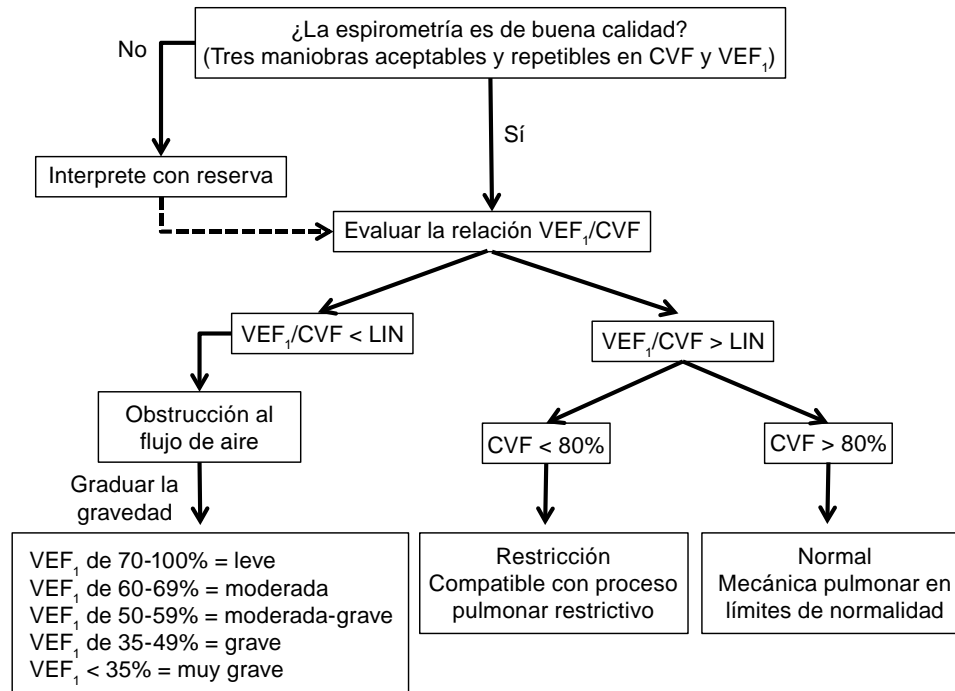 ¿La espirometría es de buena calidad?
(Tres maniobras aceptables y repetibles en CVF y VEF₁)
No
Sí
Interprete con reserva
Evaluar la relación VEF₁/CVF
VEF₁/CVF < LIN
VEF₁/CVF > LIN
Obstrucción al
flujo de aire
CVF < 80%
CVF > 80%
Graduar la
gravedad
VEF₁ de 70-100% = leve
VEF₁ de 60-69% = moderada
VEF₁ de 50-59% = moderada-grave
VEF₁ de 35-49% = grave
VEF₁ < 35% = muy grave
Restricción
Compatible con proceso
pulmonar restrictivo
Normal
Mecánica pulmonar en
límites de normalidad